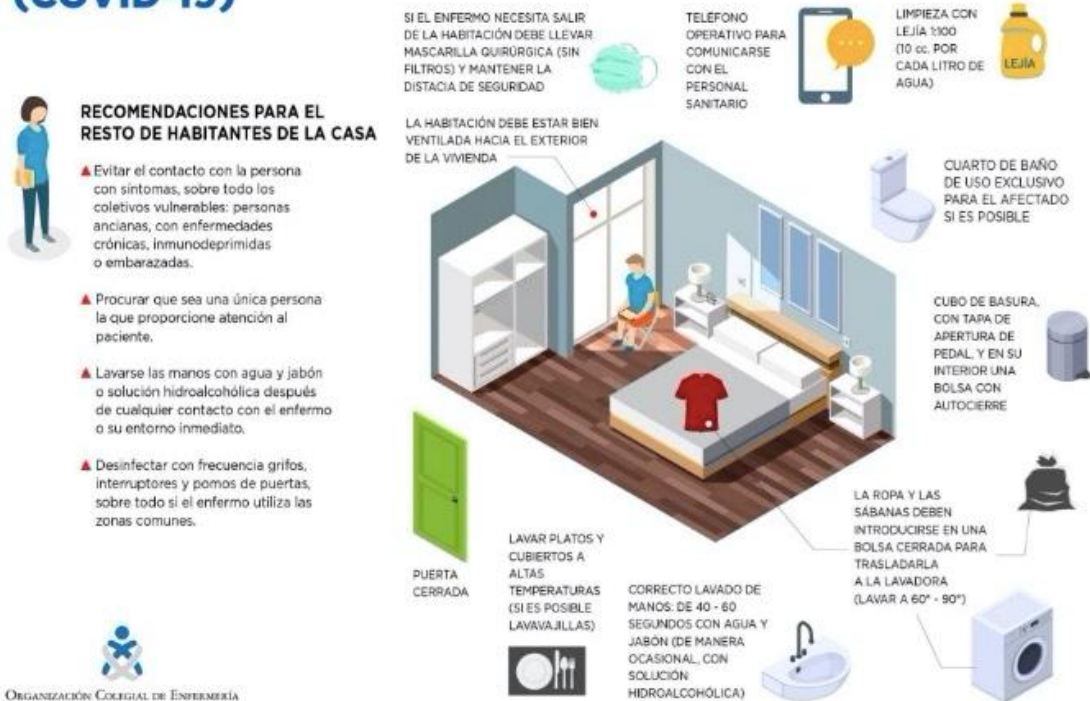 (COVID-19)
RECOMENDACIONES PARA EL
RESTO DE HABITANTES DE LA CASA
Evitar el contacto con la persona
con síntomas, sobre todo los
coletivos vulnerables: personas
ancianas, con enfermedades
crónicas, inmunodeprimidas
o embarazadas.
Procurar que sea una única persona
la que proporcione atención al
paciente.
Lavarse las manos con agua y jabón
o solución hidroalcohólica después
de cualquier contacto con el enfermo
o su entorno inmediato.
Desinfectar con frecuencia grifos,
interruptores y pomos de puertas,
sobre todo si el enfermo utiliza las
zonas comunes.
ORGANIZACIÓN COLEGIAL DE ENFERMERÍA
SI EL ENFERMO NECESITA SALIR
DE LA HABITACIÓN DEBE LLEVAR
MASCARILLA QUIRÚRGICA (SIN
FILTROS) Y MANTENER LA
DISTACIA DE SEGURIDAD
TELÉFONO
OPERATIVO PARA
COMUNICARSE
CON EL
PERSONAL
SANITARIO
LIMPIEZA CON
LEJÍA 1:100
(10 cc. POR
CADA LITRO DE
AGUA)
LEJÍA
LA HABITACIÓN DEBE ESTAR BIEN
VENTILADA HACIA EL EXTERIOR
DE LA VIVIENDA
CUARTO DE BAÑO
DE USO EXCLUSIVO
PARA EL AFECTADO
SI ES POSIBLE
CUBO DE BASURA,
CON TAPA DE
APERTURA DE
PEDAL, Y EN SU
INTERIOR UNA
BOLSA CON
AUTOCIERRE
LA ROPA Y LAS
SÁBANAS DEBEN
INTRODUCIRSE EN UNA
BOLSA CERRADA PARA
TRASLADARLA
A LA LAVADORA
(LAVAR A 60° - 90°)
PUERTA
CERRADA
LAVAR PLATOS Y
CUBIERTOS A
ALTAS
TEMPERATURAS
(SI ES POSIBLE
LAVAVAJILLAS)
CORRECTO LAVADO DE
MANOS: DE 40 - 60
SEGUNDOS CON AGUA Y
JABÓN (DE MANERA
OCASIONAL, CON
SOLUCIÓN
HIDROALCOHÓLICA)